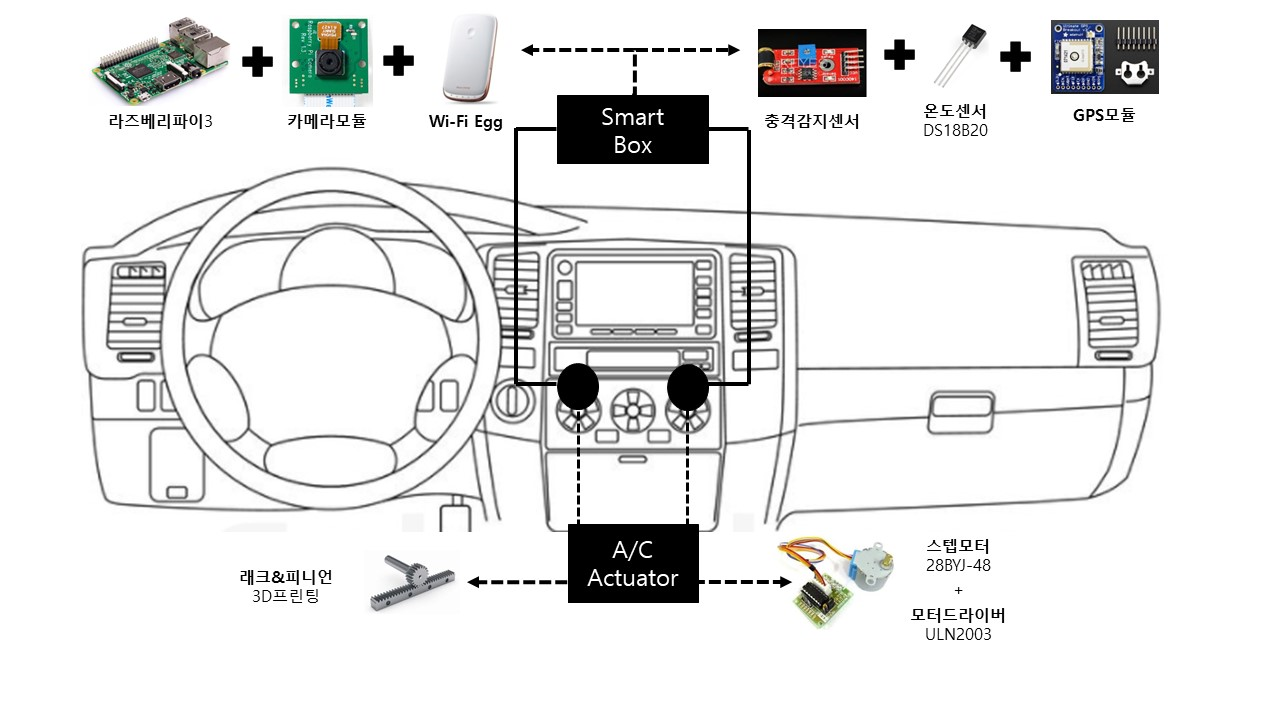 라즈베리파이3
카메라모듈
Wi-Fi Egg
Smart
Box
충격감지센서
온도센서
DS18B20
GPS모듈
A/C
Actuator
래크&피니언
3D프린팅
스텝모터
28BYJ-48
+
모터드라이버
ULN2003